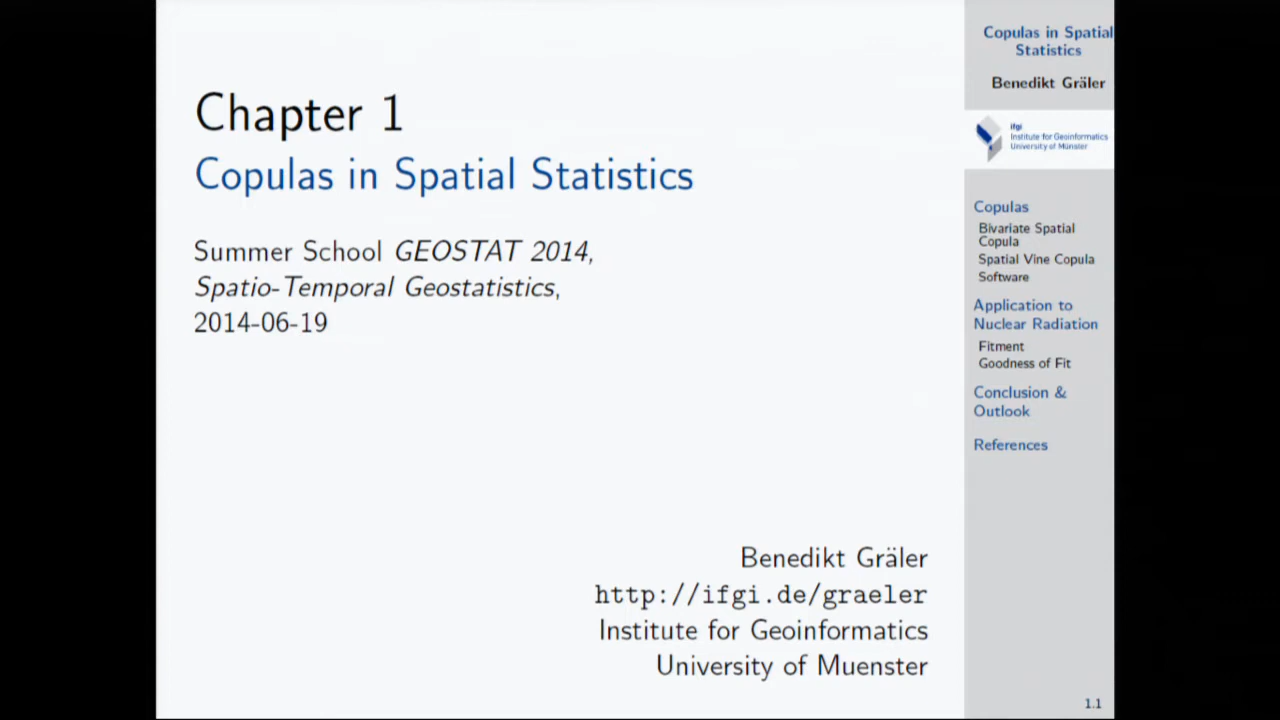 Chapter 1
Copulas in Spatial Statistics
Summer School GEOSTAT 2014,
Spatio-Temporal Geostatistics,
2014-06-19
Benedikt Gräler
http://ifgi.de/graeler
Institute for Geoinformatics
University of Muenster
Copulas in Spatial
Statistics
Benedikt Gräler
ifgi
Institute for Geoinformatics
University of Münster
Copulas
Bivariate Spatial
Copula
Spatial Vine Copula
Software
Application to
Nuclear Radiation
Fitment
Goodness of Fit
Conclusion &
Outlook
References
1.1